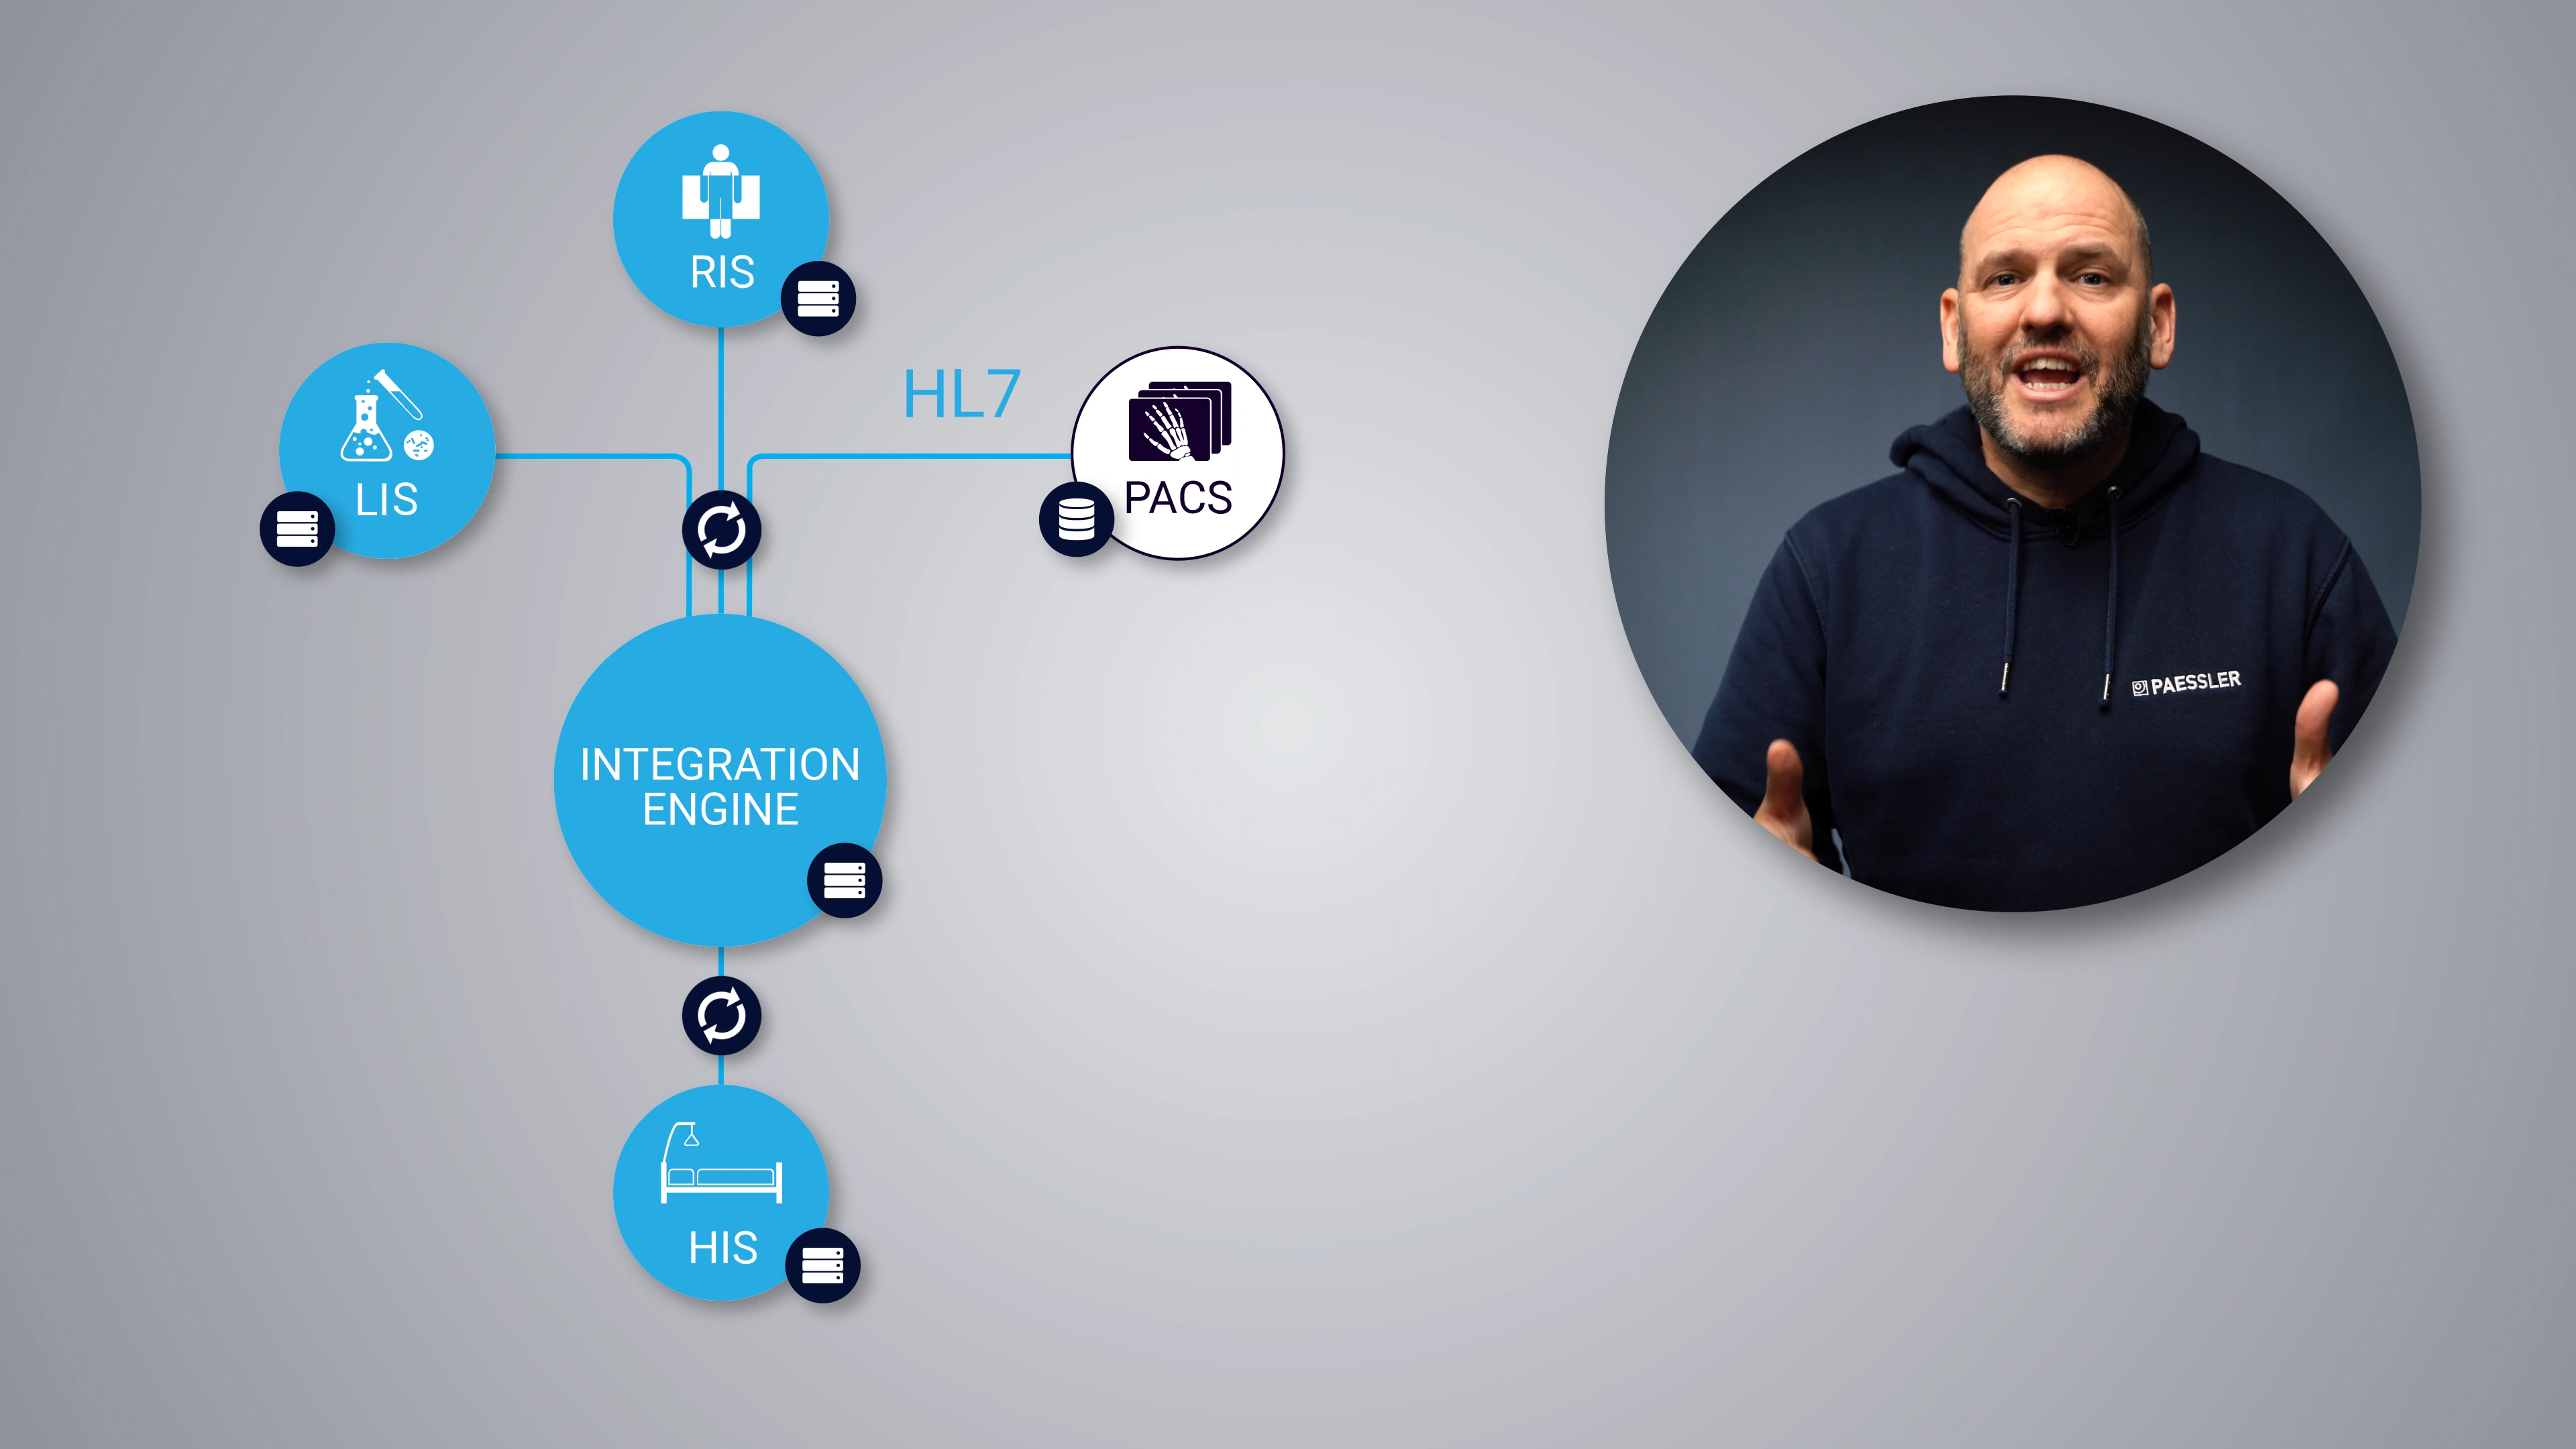 RIS
HL7
LIS
PACS
INTEGRATION
ENGINE
HIS
PAESSLER